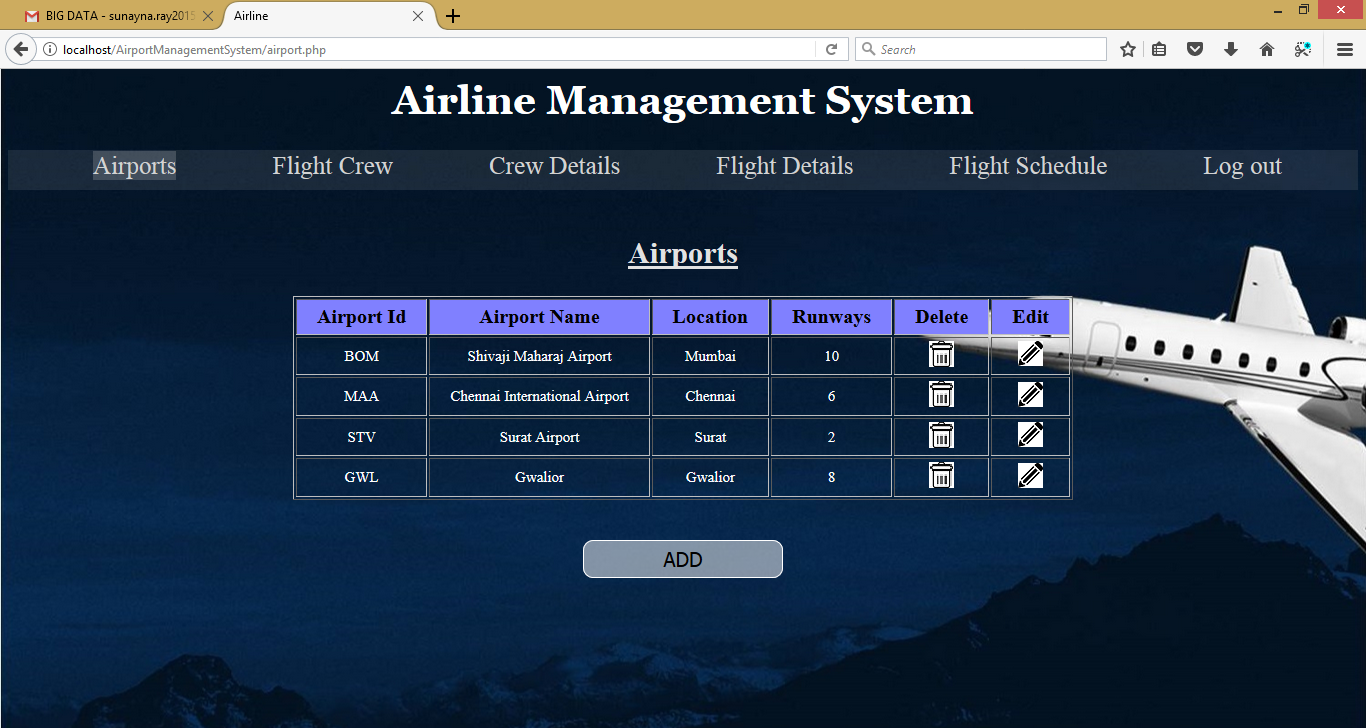 BIG DATA - sunayna.ray2015
Airline
localhost/AirportManagementSystem/airport.php
Search
Airline Management System
Airports Flight Crew Crew Details Flight Details Flight Schedule Log out
Airports
Airport Id Airport Name Location Runways Delete Edit
BOM Shivaji Maharaj Airport Mumbai 10
MAA Chennai International Airport Chennai 6
STV Surat Airport Surat 2
GWL Gwalior Gwalior 8
ADD